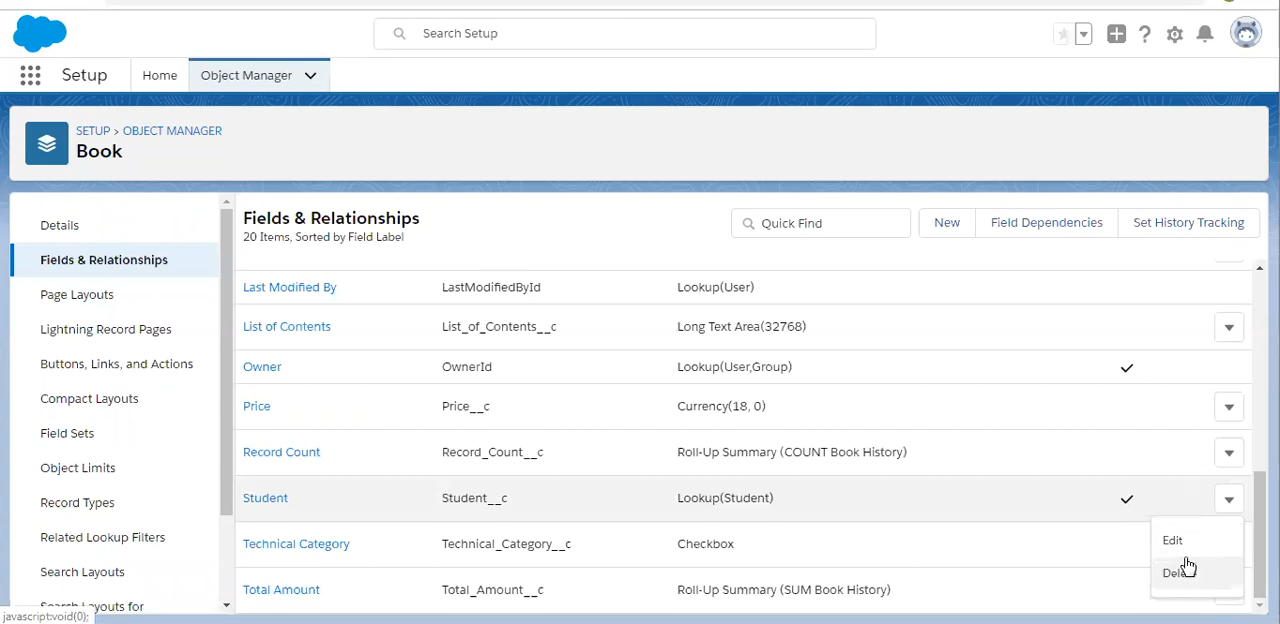 Search Setup
Setup
Home
Object Manager
SETUP > OBJECT MANAGER
Book
Details
Fields & Relationships
Page Layouts
Lightning Record Pages
Buttons, Links, and Actions
Compact Layouts
Field Sets
Object Limits
Record Types
Related Lookup Filters
Search Layouts
Search Layouts for
Fields & Relationships
20 Items, Sorted by Field Label
Quick Find
New
Field Dependencies
Set History Tracking
Last Modified By LastModifiedById Lookup(User)
List of Contents List_of_Contents__c Long Text Area(32768)
Owner OwnerId Lookup(User,Group)
Price Price__c Currency(18, 0)
Record Count Record_Count__c Roll-Up Summary (COUNT Book History)
Student Student__c Lookup(Student)
Technical Category Technical_Category__c Checkbox
Total Amount Total_Amount__c Roll-Up Summary (SUM Book History)
Edit
javascript:void(0);